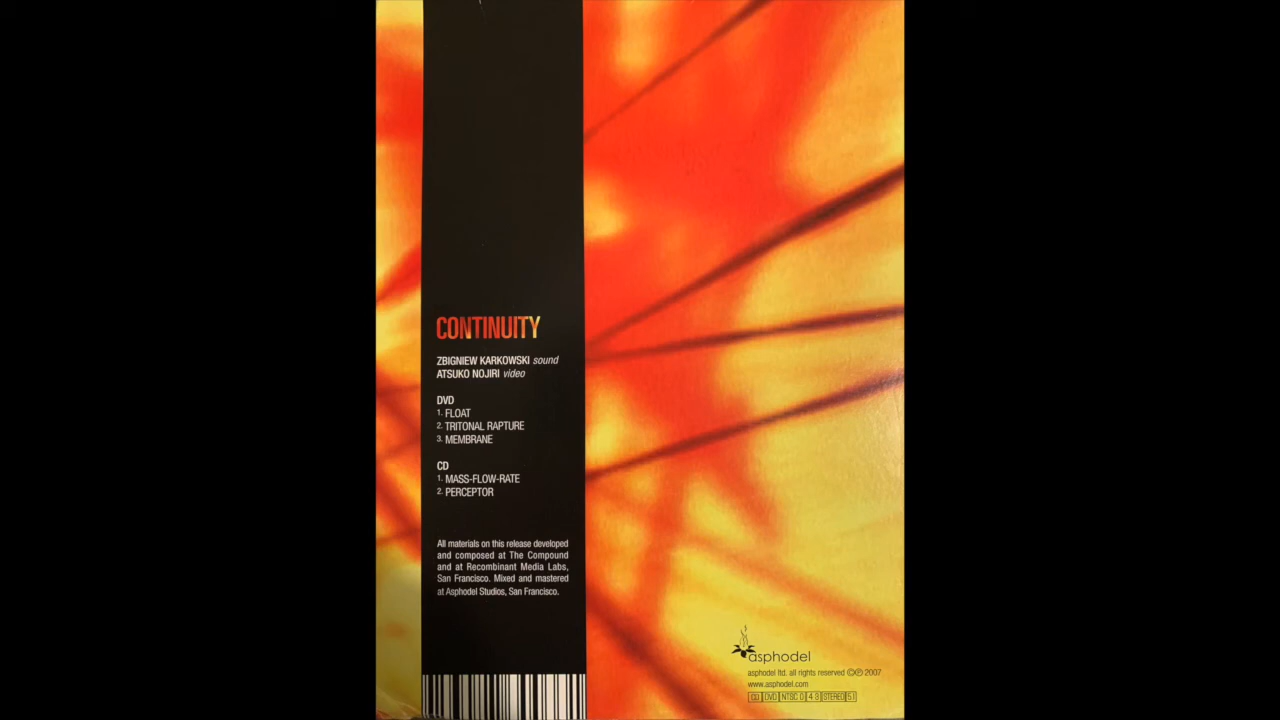 CONTINUITY
ZBIGNIEW KARKOWSKI sound
ATSUKO NOJIRI video
DVD
1. FLOAT
2. TRITONAL RAPTURE
3. MEMBRANE
CD
1. MASS-FLOW-RATE
2. PERCEPTOR
All materials on this release developed
and composed at The Compound
and at Recombinant Media Labs,
San Francisco. Mixed and mastered
at Asphodel Studios, San Francisco.
asphodel
asphodel ltd. all rights reserved ©℗ 2007
www.asphodel.com
CD DVD NTSC 0 4:3 STEREO 5.1